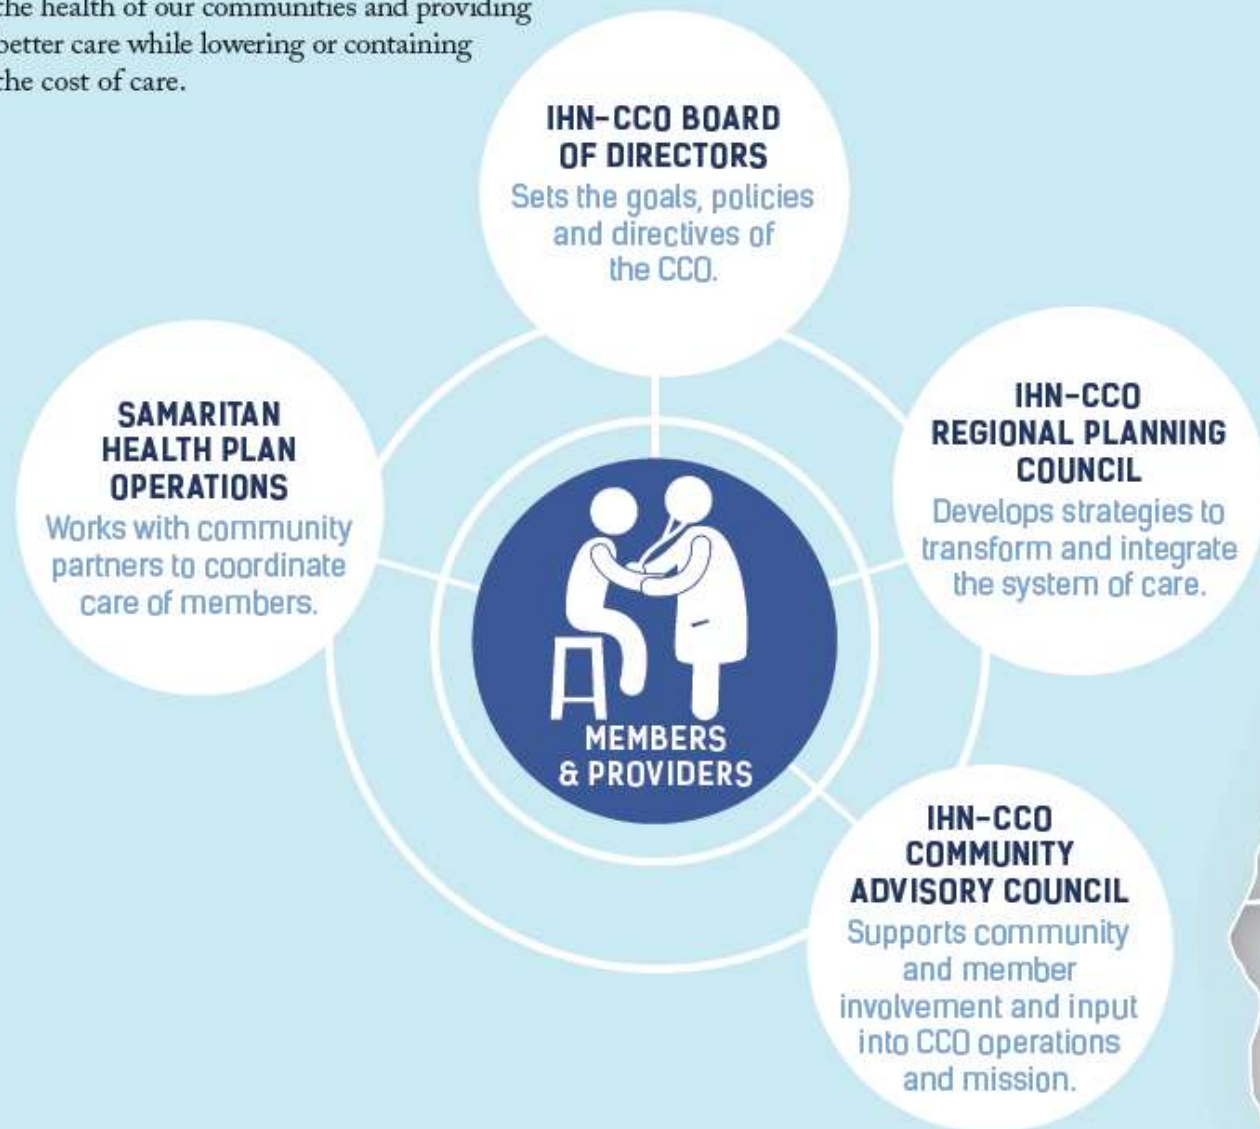 the health of our communities and providing
better care while lowering or containing
the cost of care.
IHN-CCO BOARD
OF DIRECTORS
Sets the goals, policies
and directives of
the CCO.
SAMARITAN
HEALTH PLAN
OPERATIONS
Works with community
partners to coordinate
care of members.
IHN-CCO
REGIONAL PLANNING
COUNCIL
Develops strategies to
transform and integrate
the system of care.
MEMBERS
& PROVIDERS
IHN-CCO
COMMUNITY
ADVISORY COUNCIL
Supports community
and member
involvement and input
into CCO operations
and mission.